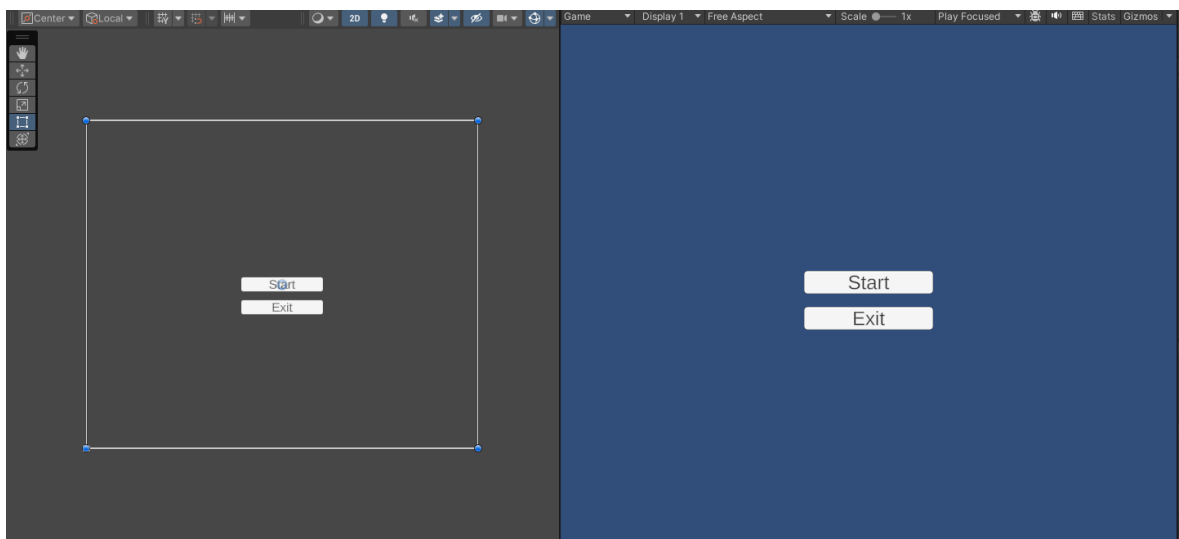 Center Local 2D Game Display 1 Free Aspect Scale 1x Play Focused Stats Gizmos
Start
Exit
Start
Exit